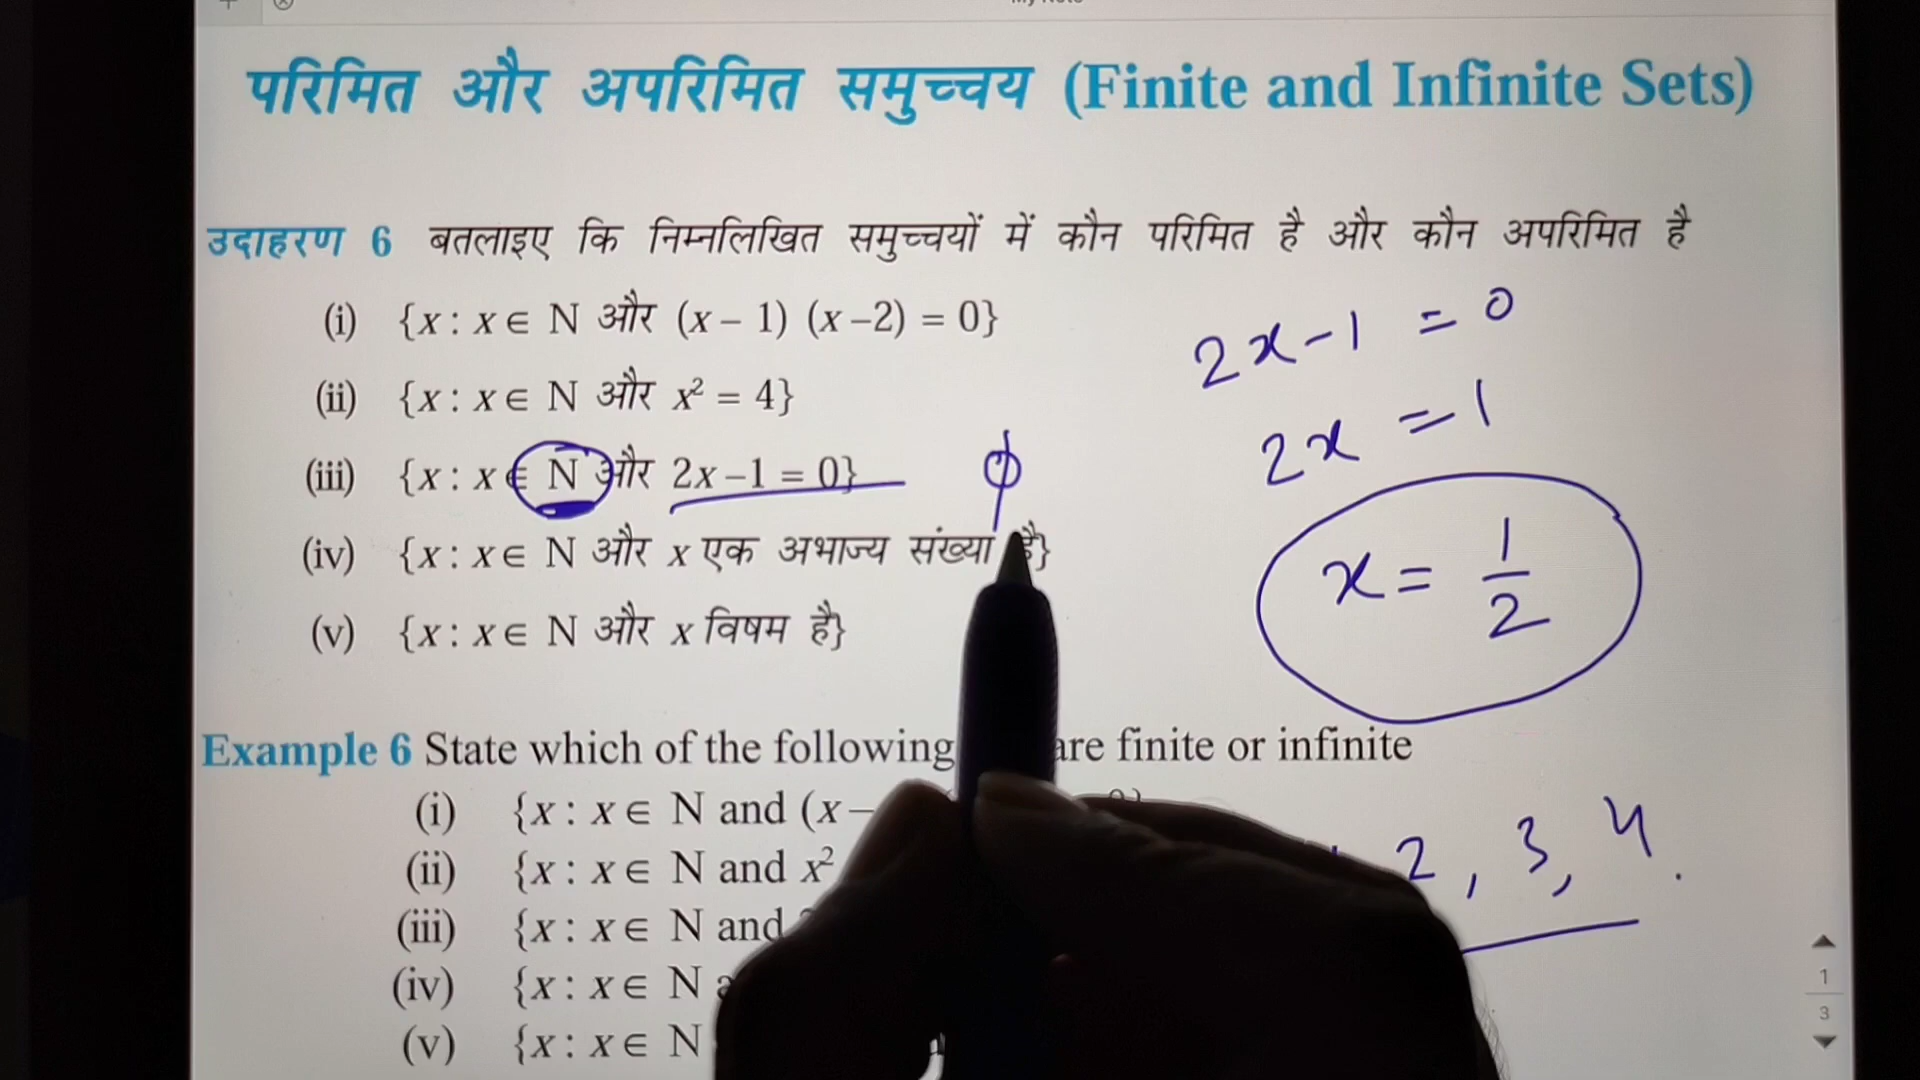 परिमित और अपरिमित समुच्चय (Finite and Infinite Sets)
उदाहरण 6 बतलाइए कि निम्नलिखित समुच्चयों में कौन परिमित है और कौन अपरिमित है
(i) {x : x ∈ N और (x – 1) (x –2) = 0}
(ii) {x : x ∈ N और x² = 4}
(iii) {x : x ∈ N और 2x –1 = 0}
ϕ
(iv) {x : x ∈ N और x एक अभाज्य संख्या है}
(v) {x : x ∈ N और x विषम है}
2x-1 = 0
2x = 1
x = 1/2
Example 6 State which of the following are finite or infinite
(i) {x : x ∈ N and (x –
(ii) {x : x ∈ N and x²
(iii) {x : x ∈ N and
(iv) {x : x ∈ N
(v) {x : x ∈ N
2, 3, 4.
1
3